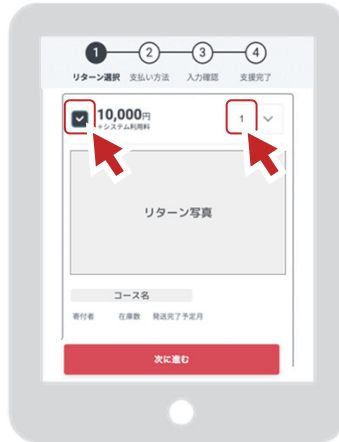 1 2 3 4
リターン選択 支払い方法 入力確認 支援完了
10,000円 1
+システム利用料
リターン写真
コース名
寄付者 在庫数 発送完了予定月
次に進む